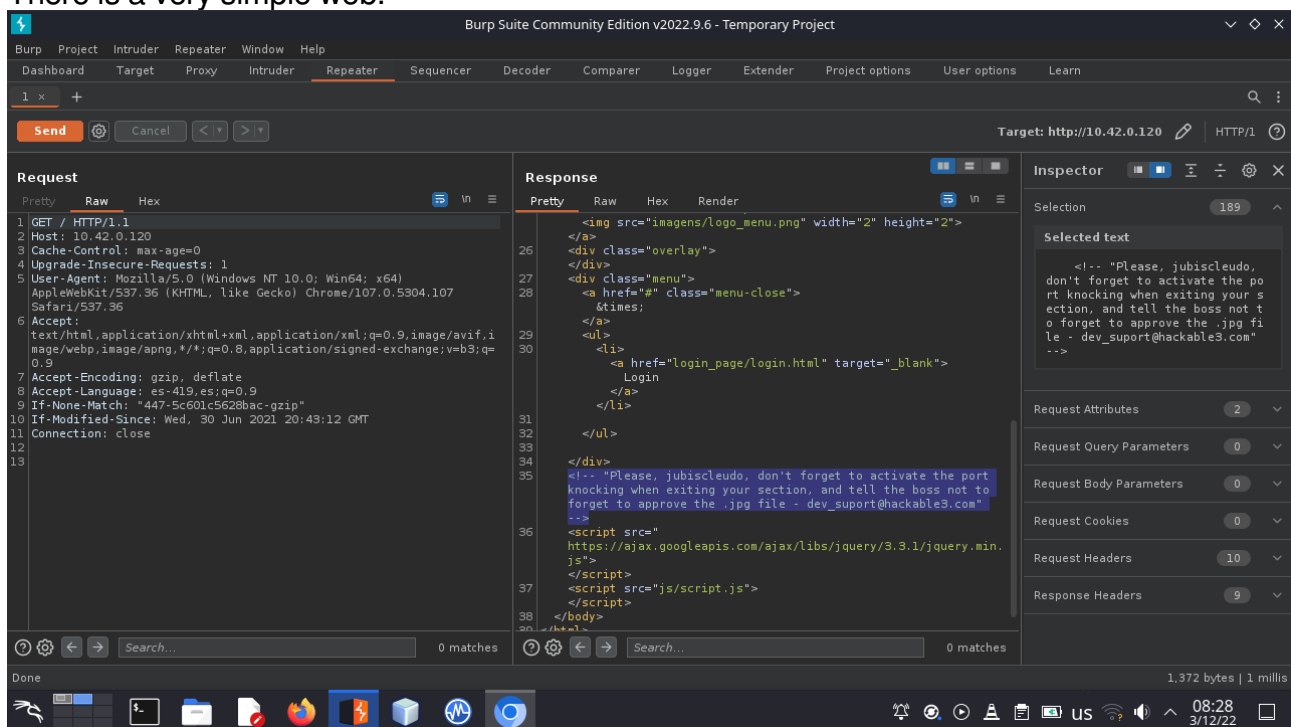 There is a very simple web.
Burp Suite Community Edition v2022.9.6 - Temporary Project
Burp Project Intruder Repeater Window Help
Dashboard Target Proxy Intruder Repeater Sequencer Decoder Comparer Logger Extender Project options User options Learn
1 × +
Send Cancel < > Target: http://10.42.0.120 HTTP/1
Request
Pretty Raw Hex \n
1 GET / HTTP/1.1
2 Host: 10.42.0.120
3 Cache-Control: max-age=0
4 Upgrade-Insecure-Requests: 1
5 User-Agent: Mozilla/5.0 (Windows NT 10.0; Win64; x64)
AppleWebKit/537.36 (KHTML, like Gecko) Chrome/107.0.5304.107
Safari/537.36
6 Accept:
text/html,application/xhtml+xml,application/xml;q=0.9,image/avif,i
mage/webp,image/apng,*/*;q=0.8,application/signed-exchange;v=b3;q=
0.9
7 Accept-Encoding: gzip, deflate
8 Accept-Language: es-419,es;q=0.9
9 If-None-Match: "447-5c601c5628bac-gzip"
10 If-Modified-Since: Wed, 30 Jun 2021 20:43:12 GMT
11 Connection: close
12
13
Search... 0 matches
Response
Pretty Raw Hex Render \n
<img src="imagens/logo_menu.png" width="2" height="2">
</a>
26 <div class="overlay">
</div>
27 <div class="menu">
28 <a href="#" class="menu-close">
&times;
</a>
29 <ul>
30 <li>
<a href="login_page/login.html" target="_blank">
Login
</a>
</li>
31
32 </ul>
33
34 </div>
35 <!-- "Please, jubiscleudo, don't forget to activate the port
knocking when exiting your section, and tell the boss not to
forget to approve the .jpg file - dev_suport@hackable3.com"
-->
36 <script src="
https://ajax.googleapis.com/ajax/libs/jquery/3.3.1/jquery.min.
js">
</script>
37 <script src="js/script.js">
</script>
38 </body>
39 </html>
Search... 0 matches
Inspector
Selection 189
Selected text
<!-- "Please, jubiscleudo,
don't forget to activate the po
rt knocking when exiting your s
ection, and tell the boss not t
o forget to approve the .jpg fi
le - dev_suport@hackable3.com"
-->
Request Attributes 2
Request Query Parameters 0
Request Body Parameters 0
Request Cookies 0
Request Headers 10
Response Headers 9
Done 1,372 bytes | 1 millis
US 08:28
3/12/22